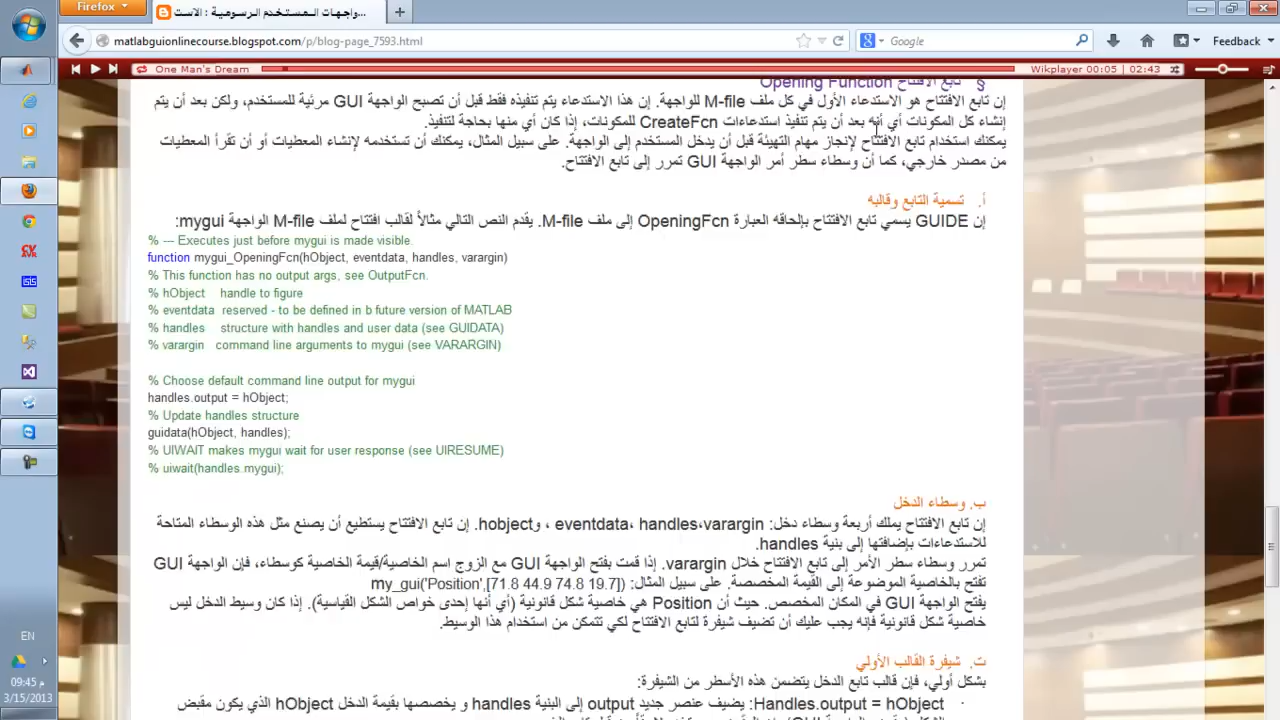 Firefox
واجهات المستخدم الرسومية : الاست...
matlabguionlinecourse.blogspot.com/p/blog-page_7593.html
Google
Feedback
One Man's Dream
Wikplayer 00:05 | 02:43
§ تابع الافتتاح Opening Function
إن تابع الافتتاح هو الاستدعاء الأول في كل ملف M-file للواجهة. إن هذا الاستدعاء يتم تنفيذه فقط قبل أن تصبح الواجهة GUI مرئية للمستخدم، ولكن بعد أن يتم
إنشاء كل المكونات أي أنه بعد أن يتم تنفيذ استدعاءات CreateFcn للمكونات، إذا كان أي منها بحاجة لتنفيذ.
يمكنك استخدام تابع الافتتاح لإنجاز مهام التهيئة قبل أن يدخل المستخدم إلى الواجهة. على سبيل المثال، يمكنك أن تستخدمه لإنشاء المعطيات أو أن تقرأ المعطيات
من مصدر خارجي، كما أن وسطاء سطر أمر الواجهة GUI تمرر إلى تابع الافتتاح.
أ. تسمية التابع وقالبه
إن GUIDE يسمي تابع الافتتاح بإلحاقه العبارة OpeningFcn إلى ملف M-file. يقدم النص التالي مثالاً لقالب افتتاح لملف M-file الواجهة mygui:
% --- Executes just before mygui is made visible.
function mygui_OpeningFcn(hObject, eventdata, handles, varargin)
% This function has no output args, see OutputFcn.
% hObject    handle to figure
% eventdata  reserved - to be defined in b future version of MATLAB
% handles    structure with handles and user data (see GUIDATA)
% varargin   command line arguments to mygui (see VARARGIN)
% Choose default command line output for mygui
handles.output = hObject;
% Update handles structure
guidata(hObject, handles);
% UIWAIT makes mygui wait for user response (see UIRESUME)
% uiwait(handles.mygui);
ب. وسطاء الدخل
إن تابع الافتتاح يملك أربعة وسطاء دخل: eventdata، handles،varargin ، وhobject. إن تابع الافتتاح يستطيع أن يصنع مثل هذه الوسطاء المتاحة
للاستدعاءات بإضافتها إلى بنية handles.
تمرر وسطاء سطر الأمر إلى تابع الافتتاح خلال varargin. إذا قمت بفتح الواجهة GUI مع الزوج اسم الخاصية/قيمة الخاصية كوسطاء، فإن الواجهة GUI
تفتح بالخاصية الموضوعة إلى القيمة المخصصة. على سبيل المثال: my_gui('Position',[71.8 44.9 74.8 19.7])
يفتح الواجهة GUI في المكان المخصص. حيث أن Position هي خاصية شكل قانونية (أي أنها إحدى خواص الشكل القياسية). إذا كان وسيط الدخل ليس
خاصية شكل قانونية فإنه يجب عليك أن تضيف شيفرة لتابع الافتتاح لكي تتمكن من استخدام هذا الوسيط.
ت. شيفرة القالب الأولي
بشكل أولي، فإن قالب تابع الدخل يتضمن هذه الأسطر من الشيفرة:
· Handles.output = hObject: يضيف عنصر جديد output إلى البنية handles و يخصصها بقيمة الدخل hObject الذي يكون مقبض
EN
09:45 م
3/15/2013